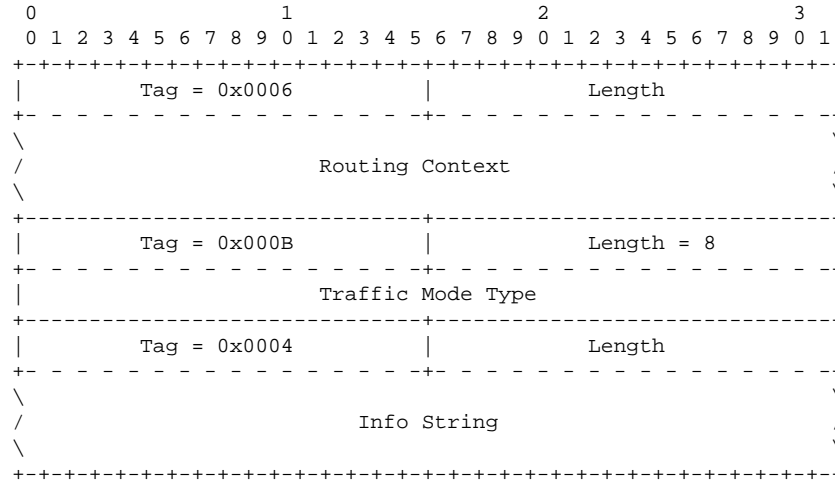 0                   1                   2                   3
 0 1 2 3 4 5 6 7 8 9 0 1 2 3 4 5 6 7 8 9 0 1 2 3 4 5 6 7 8 9 0 1
+-+-+-+-+-+-+-+-+-+-+-+-+-+-+-+-+-+-+-+-+-+-+-+-+-+-+-+-+-+-+-+-
|         Tag = 0x0006          |            Length
+- - - - - - - - - - - - - - - -+- - - - - - - - - - - - - - - --
\                                                               \
/                       Routing Context                         /
\                                                               \
+-------------------------------+--------------------------------
|         Tag = 0x000B          |            Length = 8
+- - - - - - - - - - - - - - - -+- - - - - - - - - - - - - - - --
|                       Traffic Mode Type
+-------------------------------+--------------------------------
|         Tag = 0x0004          |            Length
+- - - - - - - - - - - - - - - -+- - - - - - - - - - - - - - - --
\                                                               \
/                          Info String                          /
\                                                               \
+-+-+-+-+-+-+-+-+-+-+-+-+-+-+-+-+-+-+-+-+-+-+-+-+-+-+-+-+-+-+-+-